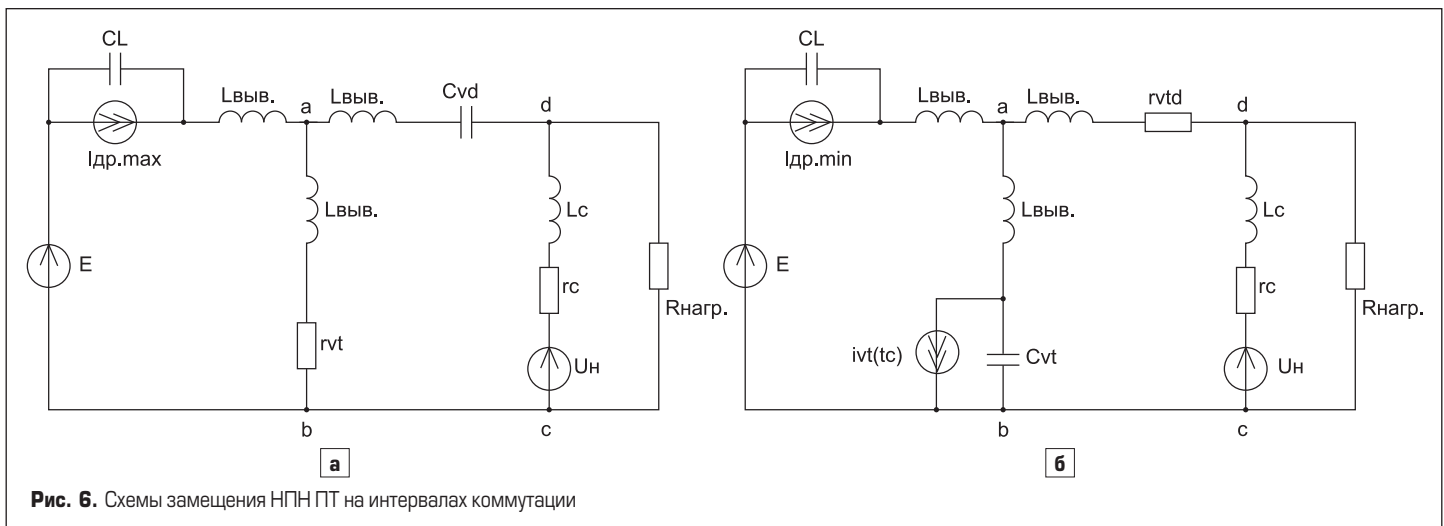 CL
Lвыв.
a
Lвыв.
Cvd
d
Iдр.max
Lвыв.
Lc
E
rc
Rнагр.
rvt
Uн
b
c
а
CL
Lвыв.
a
Lвыв.
rvtd
d
Iдр.min
Lвыв.
Lc
E
rc
Rнагр.
ivt(tc)
Cvt
Uн
b
c
б
Рис. 6. Схемы замещения НПН ПТ на интервалах коммутации